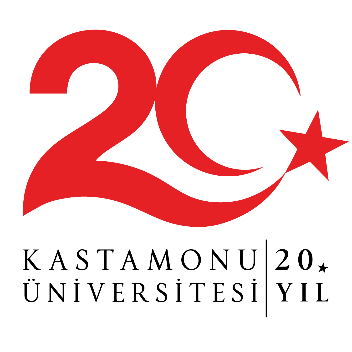 20
KASTAMONU
ÜNİVERSİTESİ
20.
YIL